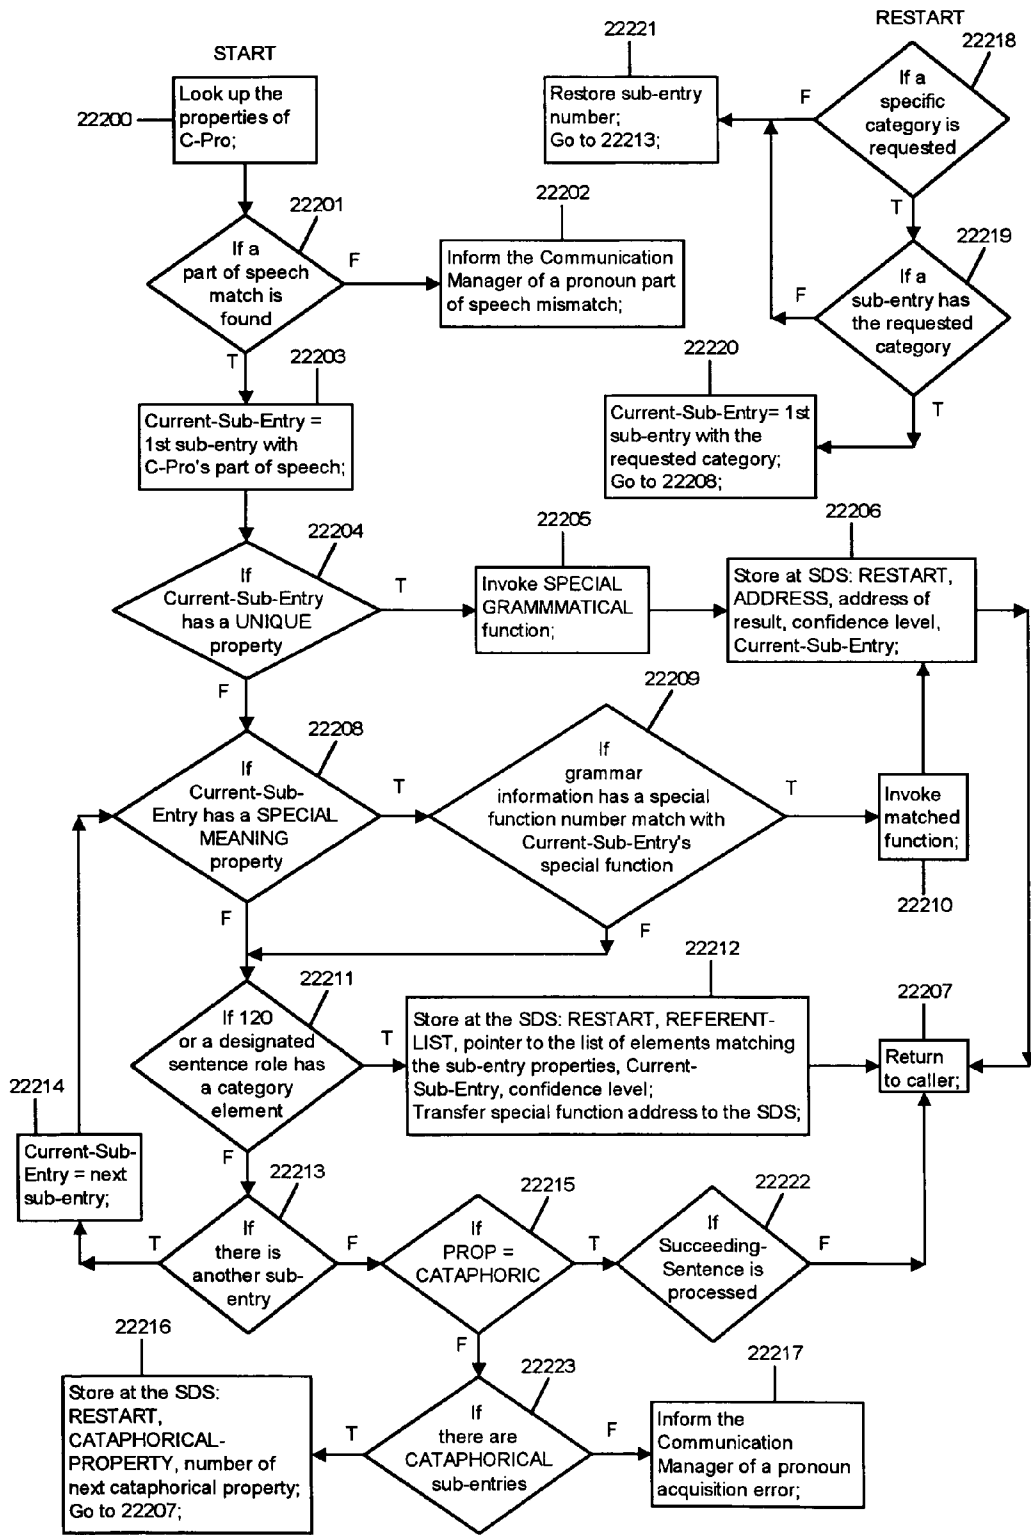 START
22200
Look up the
properties of
C-Pro;
22201
If a
part of speech
match is
found
F
T
22202
Inform the Communication
Manager of a pronoun part
of speech mismatch;
22203
Current-Sub-Entry =
1st sub-entry with
C-Pro's part of speech;
22204
If
Current-Sub-Entry
has a UNIQUE
property
T
F
22205
Invoke SPECIAL
GRAMMMATICAL
function;
22206
Store at SDS: RESTART,
ADDRESS, address of
result, confidence level,
Current-Sub-Entry;
22208
If
Current-Sub-
Entry has a SPECIAL
MEANING
property
T
F
22209
If
grammar
information has a special
function number match with
Current-Sub-Entry's
special function
T
F
Invoke
matched
function;
22210
22211
If 120
or a designated
sentence role has
a category
element
T
F
22212
Store at the SDS: RESTART, REFERENT-
LIST, pointer to the list of elements matching
the sub-entry properties, Current-
Sub-Entry, confidence level;
Transfer special function address to the SDS;
22207
Return
to caller;
22214
Current-Sub-
Entry = next
sub-entry;
22213
If
there is
another sub-
entry
T
F
22215
If
PROP =
CATAPHORIC
T
F
22222
If
Succeeding-
Sentence is
processed
F
22216
Store at the SDS:
RESTART,
CATAPHORICAL-
PROPERTY, number of
next cataphorical property;
Go to 22207;
22223
If
there are
CATAPHORICAL
sub-entries
T
F
22217
Inform the
Communication
Manager of a pronoun
acquisition error;
RESTART
22218
If a
specific
category is
requested
F
T
22221
Restore sub-entry
number;
Go to 22213;
22219
If a
sub-entry has
the requested
category
F
T
22220
Current-Sub-Entry= 1st
sub-entry with the
requested category;
Go to 22208;